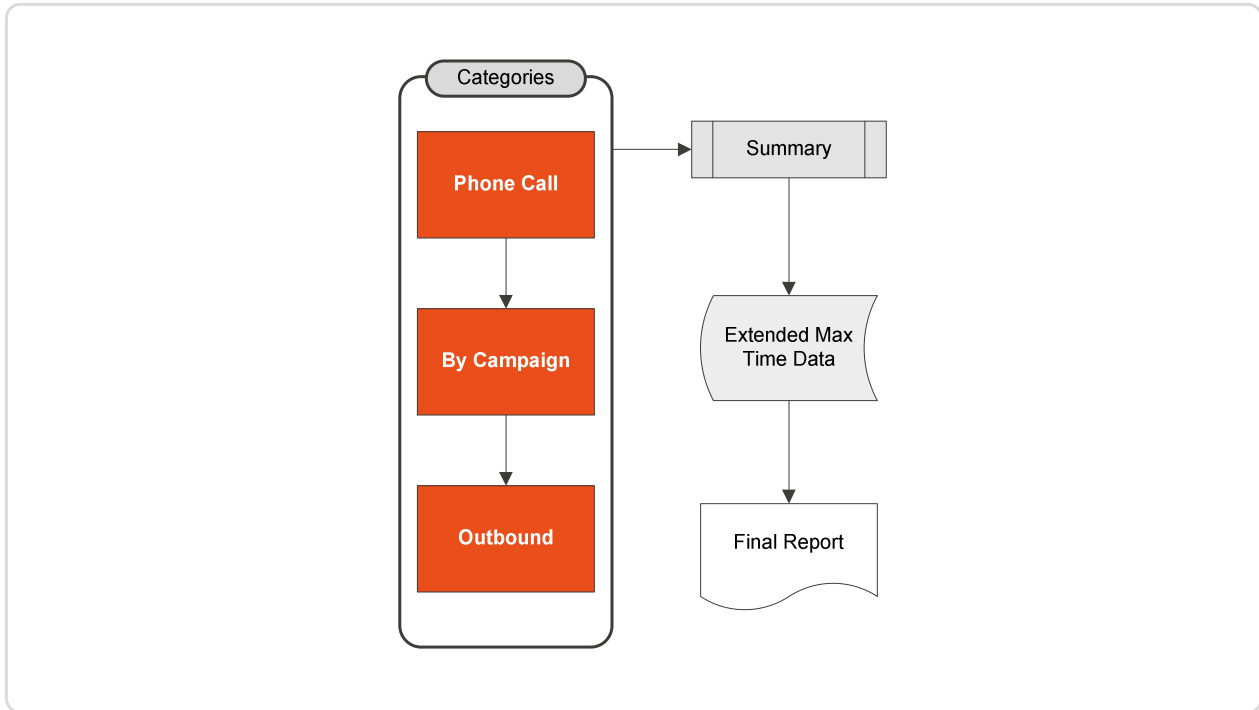 Categories
Phone Call
By Campaign
Outbound
Summary
Extended Max
Time Data
Final Report